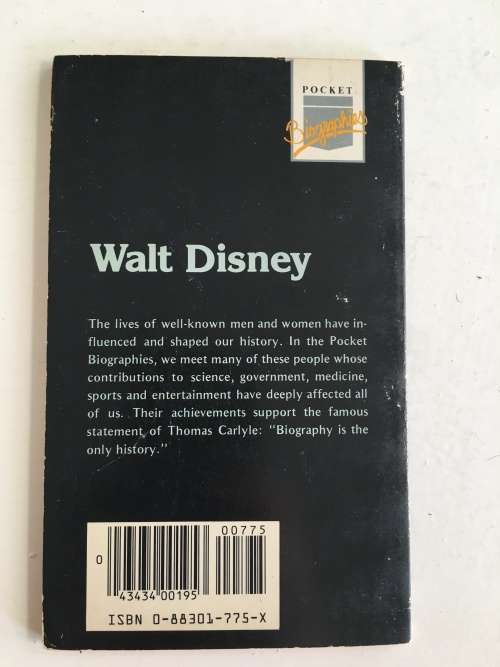 POCKET
Biographies
Walt Disney
The lives of well-known men and women have in-
fluenced and shaped our history. In the Pocket
Biographies, we meet many of these people whose
contributions to science, government, medicine,
sports and entertainment have deeply affected all
of us. Their achievements support the famous
statement of Thomas Carlyle: "Biography is the
only history."
00775
0
43434 00195
ISBN 0-88301-775-X